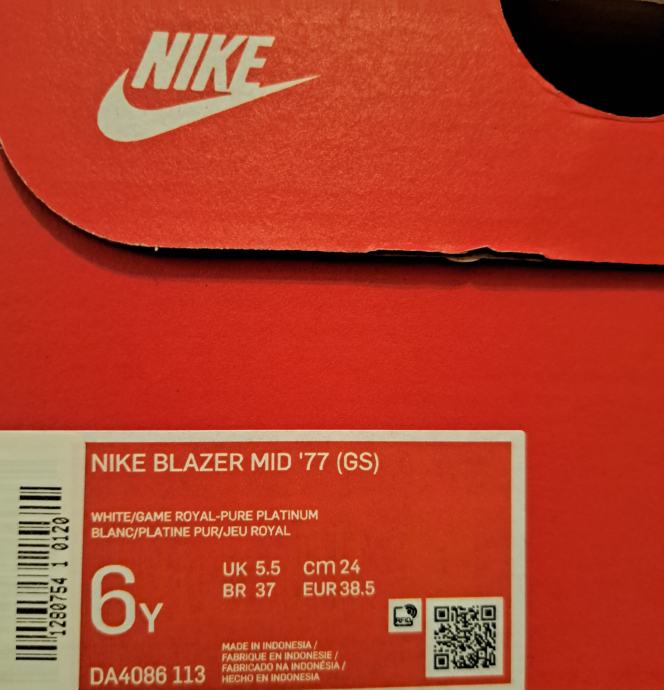 NIKE
NIKE BLAZER MID '77 (GS)
WHITE/GAME ROYAL-PURE PLATINUM
BLANC/PLATINE PUR/JEU ROYAL
6Y
UK 5.5 cm 24
BR 37 EUR 38.5
MADE IN INDONESIA /
FABRIQUE EN INDONESIE /
FABRICADO NA INDONÉSIA /
HECHO EN INDONESIA
DA4086 113
1280754 1 0120